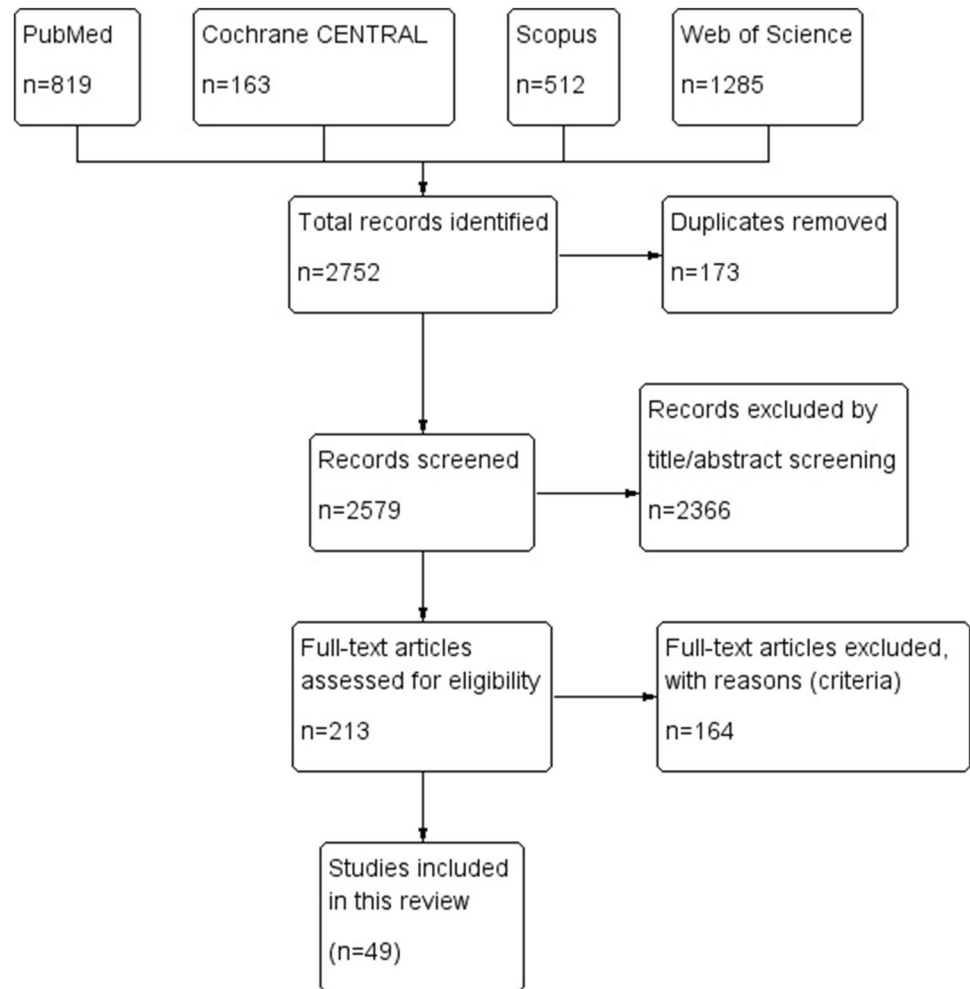 PubMed
n=819
Cochrane CENTRAL
n=163
Scopus
n=512
Web of Science
n=1285
Total records identified
n=2752
Duplicates removed
n=173
Records screened
n=2579
Records excluded by
title/abstract screening
n=2366
Full-text articles
assessed for eligibility
n=213
Full-text articles excluded,
with reasons (criteria)
n=164
Studies included
in this review
(n=49)